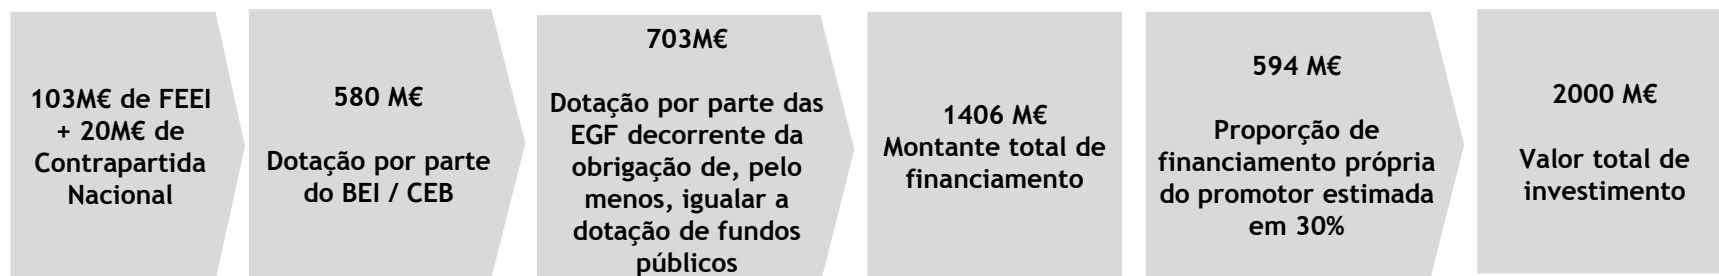 103M€ de FEEI
+ 20M€ de
Contrapartida
Nacional
580 M€
Dotação por parte
do BEI / CEB
703M€
Dotação por parte das
EGF decorrente da
obrigação de, pelo
menos, igualar a
dotação de fundos
públicos
1406 M€
Montante total de
financiamento
594 M€
Proporção de
financiamento própria
do promotor estimada
em 30%
2000 M€
Valor total de
investimento